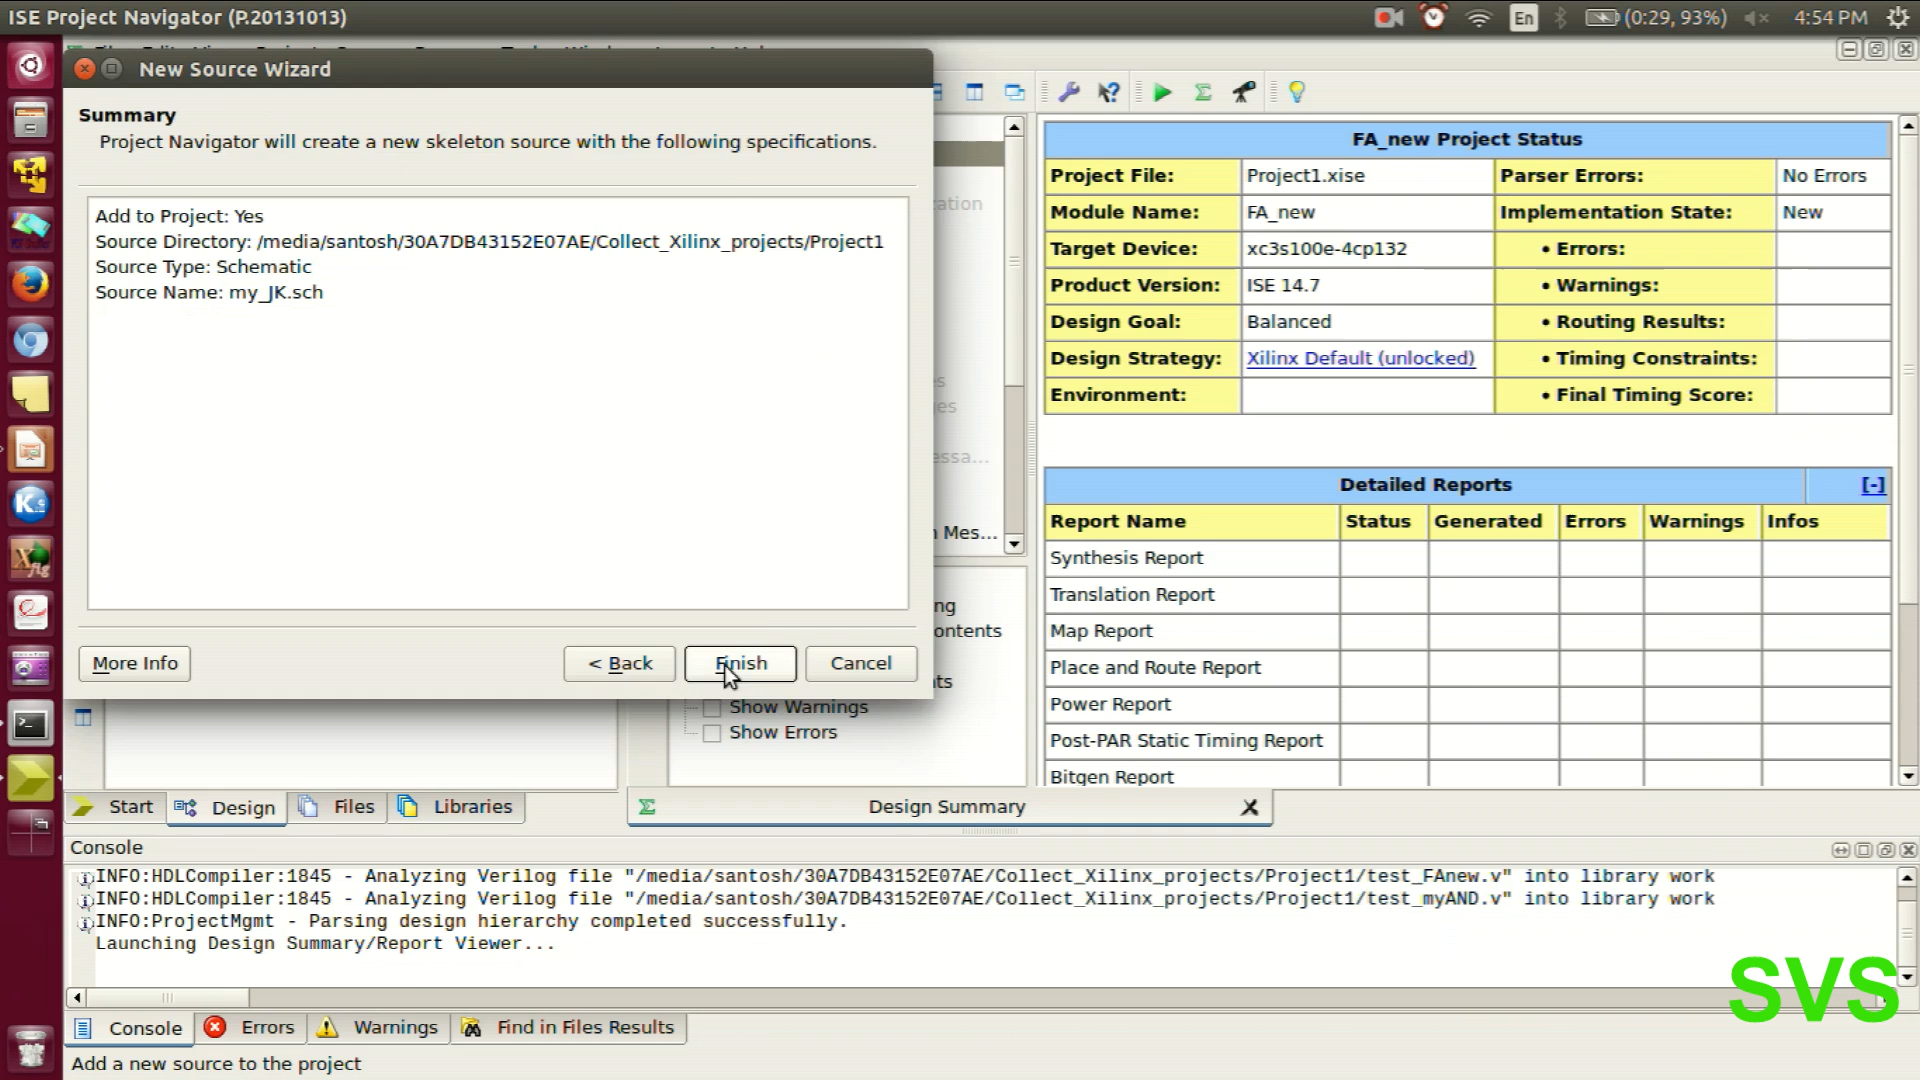 ISE Project Navigator (P.20131013)
En
(0:29, 93%)
4:54 PM
New Source Wizard
Summary
Project Navigator will create a new skeleton source with the following specifications.
Add to Project: Yes
Source Directory: /media/santosh/30A7DB43152E07AE/Collect_Xilinx_projects/Project1
Source Type: Schematic
Source Name: my_JK.sch
More Info
< Back
Finish
Cancel
Mes...
Show Warnings
Show Errors
FA_new Project Status
Project File: Project1.xise Parser Errors: No Errors
Module Name: FA_new Implementation State: New
Target Device: xc3s100e-4cp132 • Errors:
Product Version: ISE 14.7 • Warnings:
Design Goal: Balanced • Routing Results:
Design Strategy: Xilinx Default (unlocked) • Timing Constraints:
Environment: • Final Timing Score:
Detailed Reports [-]
Report Name Status Generated Errors Warnings Infos
Synthesis Report
Translation Report
Map Report
Place and Route Report
Power Report
Post-PAR Static Timing Report
Bitgen Report
Start Design Files Libraries
Design Summary
Console
INFO:HDLCompiler:1845 - Analyzing Verilog file "/media/santosh/30A7DB43152E07AE/Collect_Xilinx_projects/Project1/test_FAnew.v" into library work
INFO:HDLCompiler:1845 - Analyzing Verilog file "/media/santosh/30A7DB43152E07AE/Collect_Xilinx_projects/Project1/test_myAND.v" into library work
INFO:ProjectMgmt - Parsing design hierarchy completed successfully.
Launching Design Summary/Report Viewer...
SVS
Console Errors Warnings Find in Files Results
Add a new source to the project